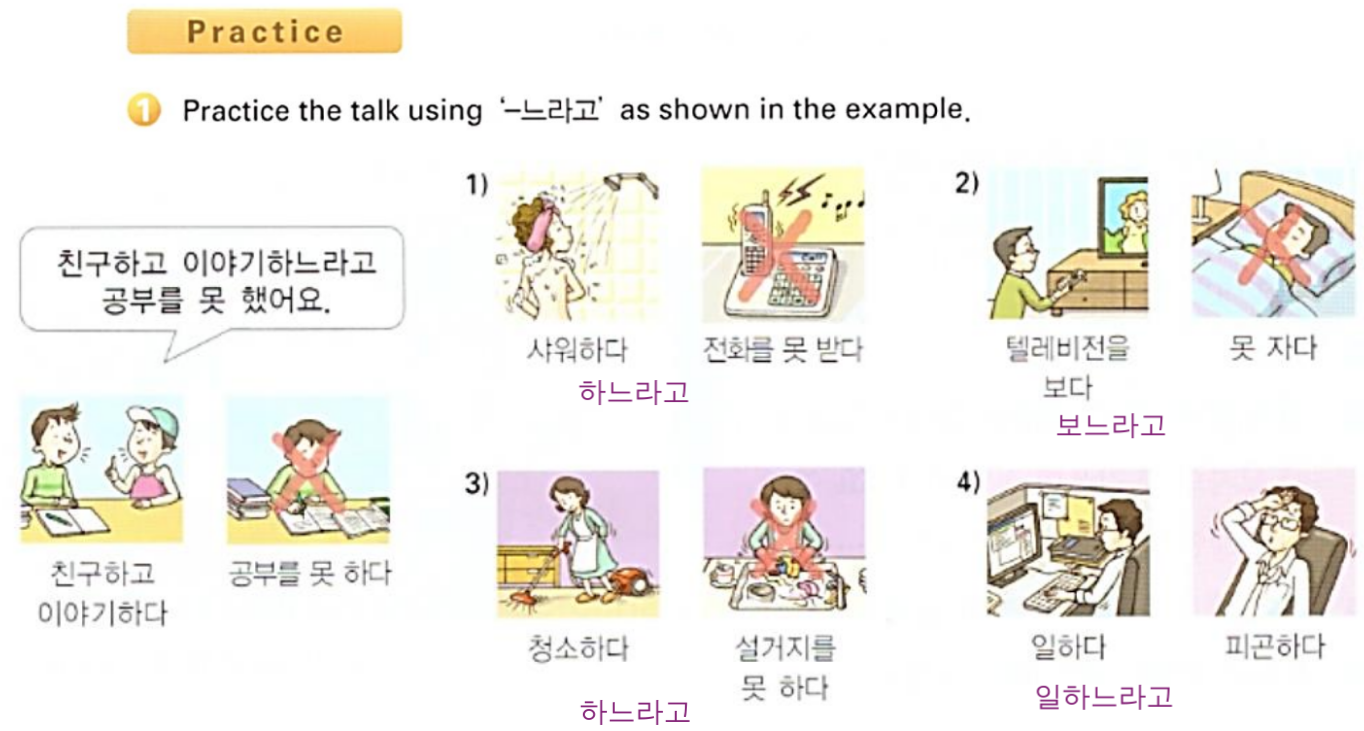 Practice
1 Practice the talk using ‘–느라고’ as shown in the example.
친구하고 이야기하느라고
공부를 못 했어요.
친구하고
이야기하다
공부를 못 하다
1)
샤워하다
하느라고
전화를 못 받다
2)
텔레비전을
보다
보느라고
못 자다
3)
청소하다
하느라고
설거지를
못 하다
4)
일하다
일하느라고
피곤하다